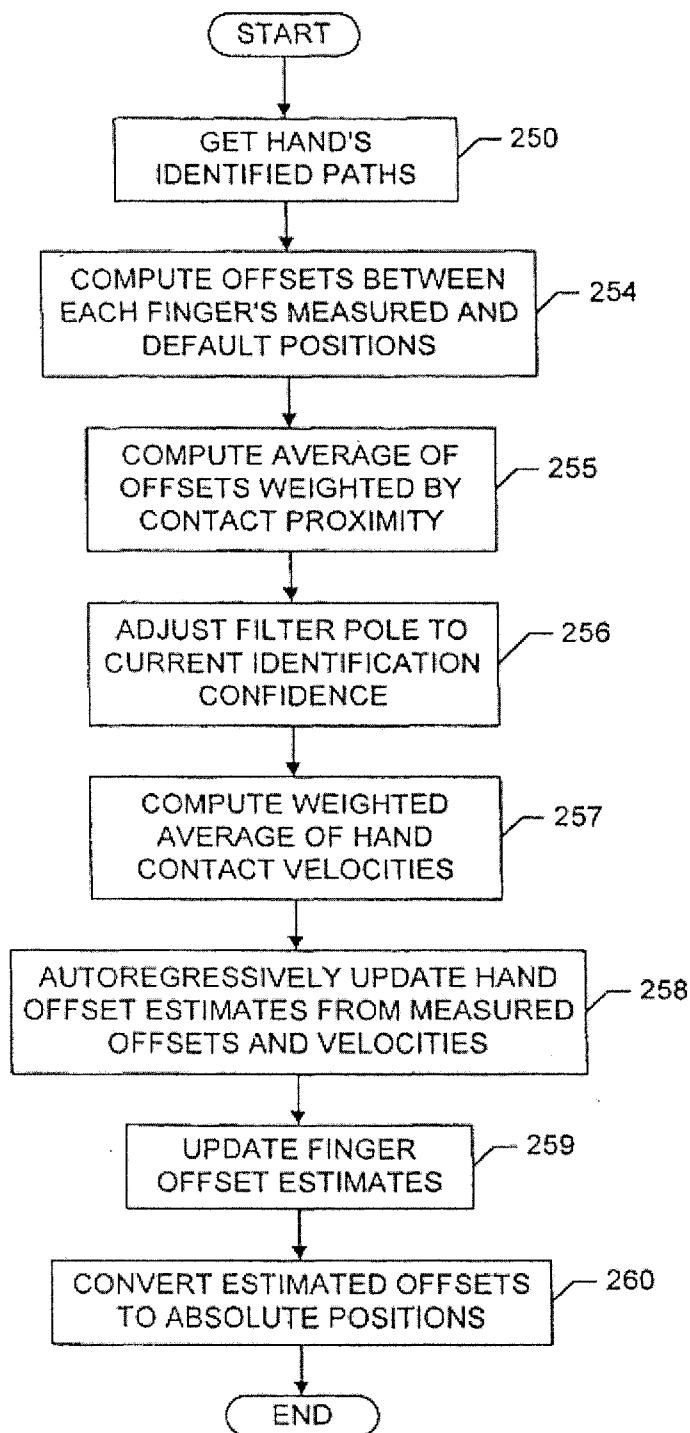 START
GET HAND'S
IDENTIFIED PATHS
250
COMPUTE OFFSETS BETWEEN
EACH FINGER'S MEASURED AND
DEFAULT POSITIONS
254
COMPUTE AVERAGE OF
OFFSETS WEIGHTED BY
CONTACT PROXIMITY
255
ADJUST FILTER POLE TO
CURRENT IDENTIFICATION
CONFIDENCE
256
COMPUTE WEIGHTED
AVERAGE OF HAND
CONTACT VELOCITIES
257
AUTOREGRESSIVELY UPDATE HAND
OFFSET ESTIMATES FROM MEASURED
OFFSETS AND VELOCITIES
258
UPDATE FINGER
OFFSET ESTIMATES
259
CONVERT ESTIMATED OFFSETS
TO ABSOLUTE POSITIONS
260
END